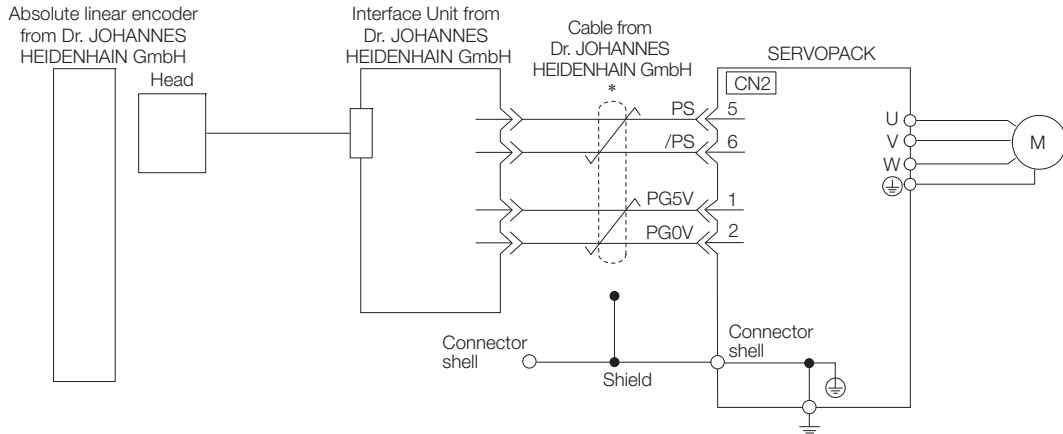 Absolute linear encoder
from Dr. JOHANNES
HEIDENHAIN GmbH
Head
Interface Unit from
Dr. JOHANNES
HEIDENHAIN GmbH
Cable from
Dr. JOHANNES
HEIDENHAIN GmbH
*
SERVOPACK
CN2
PS
5
/PS
6
PG5V
1
PG0V
2
U
V
W
M
Connector
shell
Shield
Connector
shell